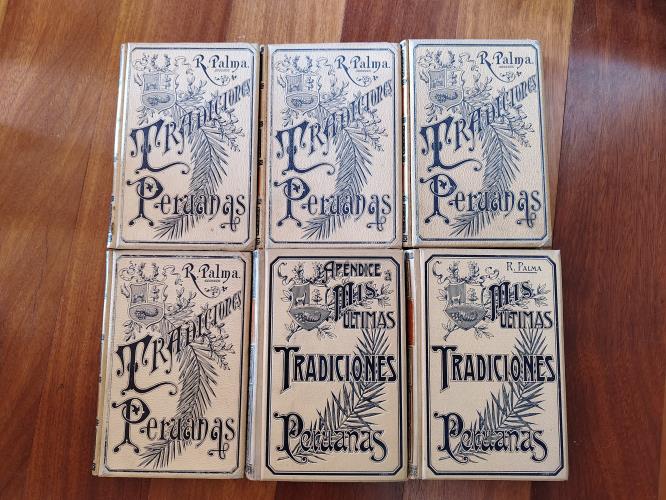 R. Palma.
TRADICIONES
PERUANAS
R. Palma.
TRADICIONES
PERUANAS
R. Palma.
TRADICIONES
PERUANAS
R. Palma.
TRADICIONES
PERUANAS
APÉNDICE Á
MIS
ÚLTIMAS
TRADICIONES
PERUANAS
R. PALMA
MIS
ÚLTIMAS
TRADICIONES
PERUANAS